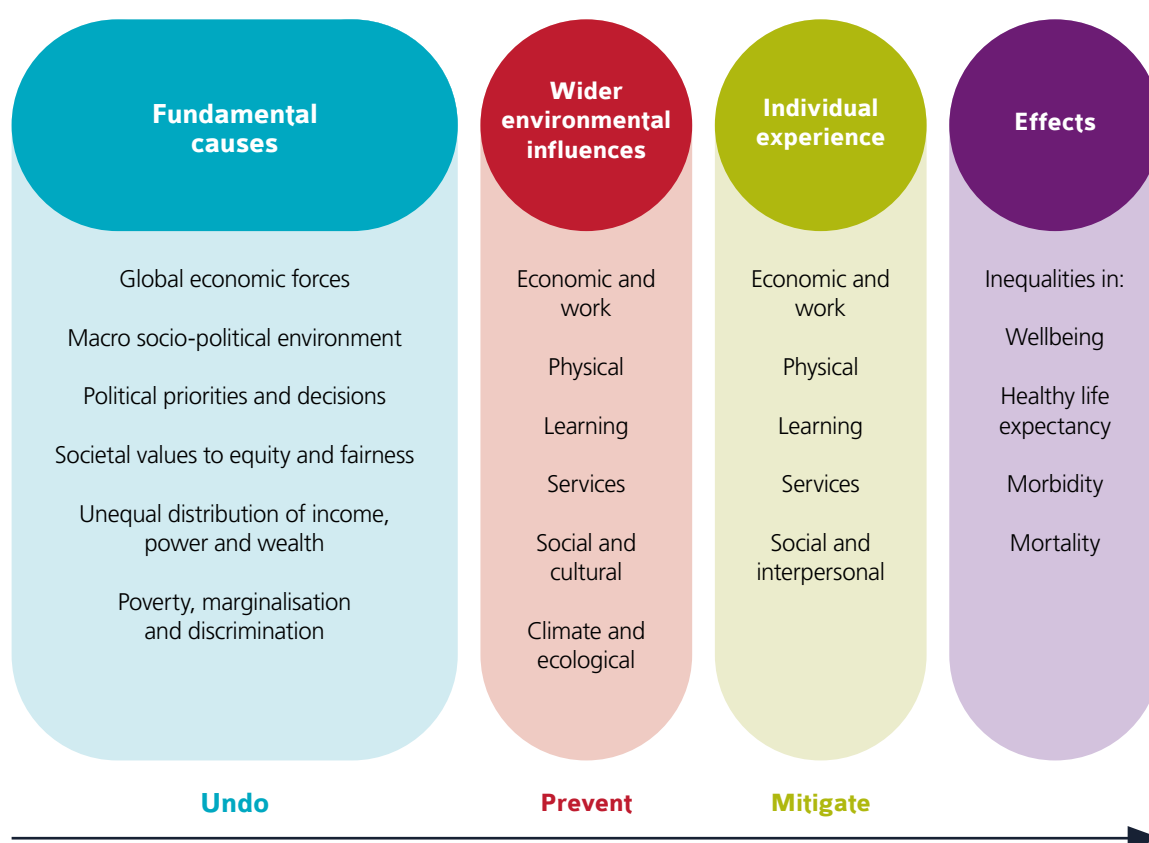 Fundamental
causes
Global economic forces
Macro socio-political environment
Political priorities and decisions
Societal values to equity and fairness
Unequal distribution of income,
power and wealth
Poverty, marginalisation
and discrimination
Undo
Wider
environmental
influences
Economic and
work
Physical
Learning
Services
Social and
cultural
Climate and
ecological
Prevent
Individual
experience
Economic and
work
Physical
Learning
Services
Social and
interpersonal
Mitigate
Effects
Inequalities in:
Wellbeing
Healthy life
expectancy
Morbidity
Mortality